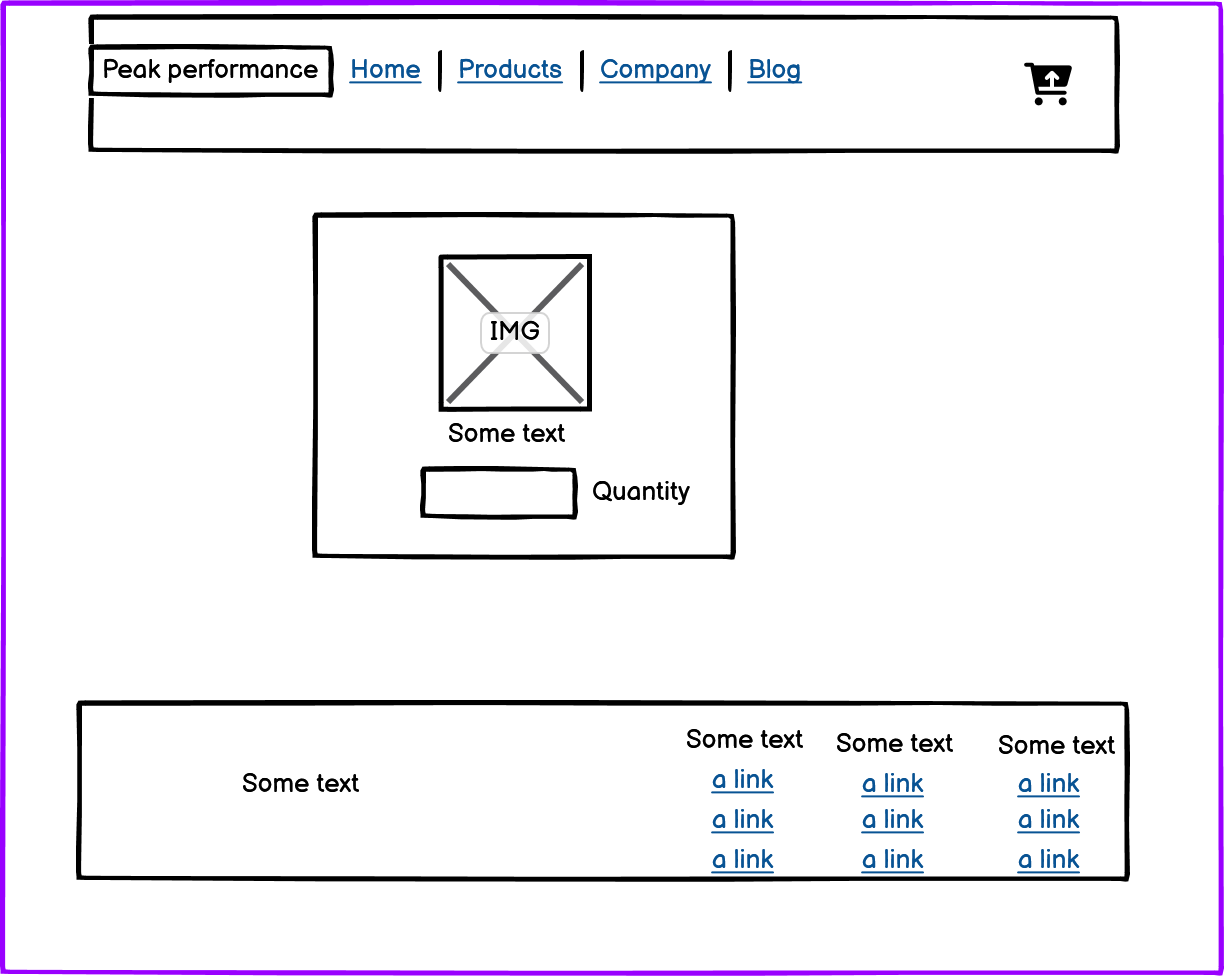 Peak performance Home Products Company Blog
IMG
Some text
Quantity
Some text
Some text Some text Some text
a link a link a link
a link a link a link
a link a link a link